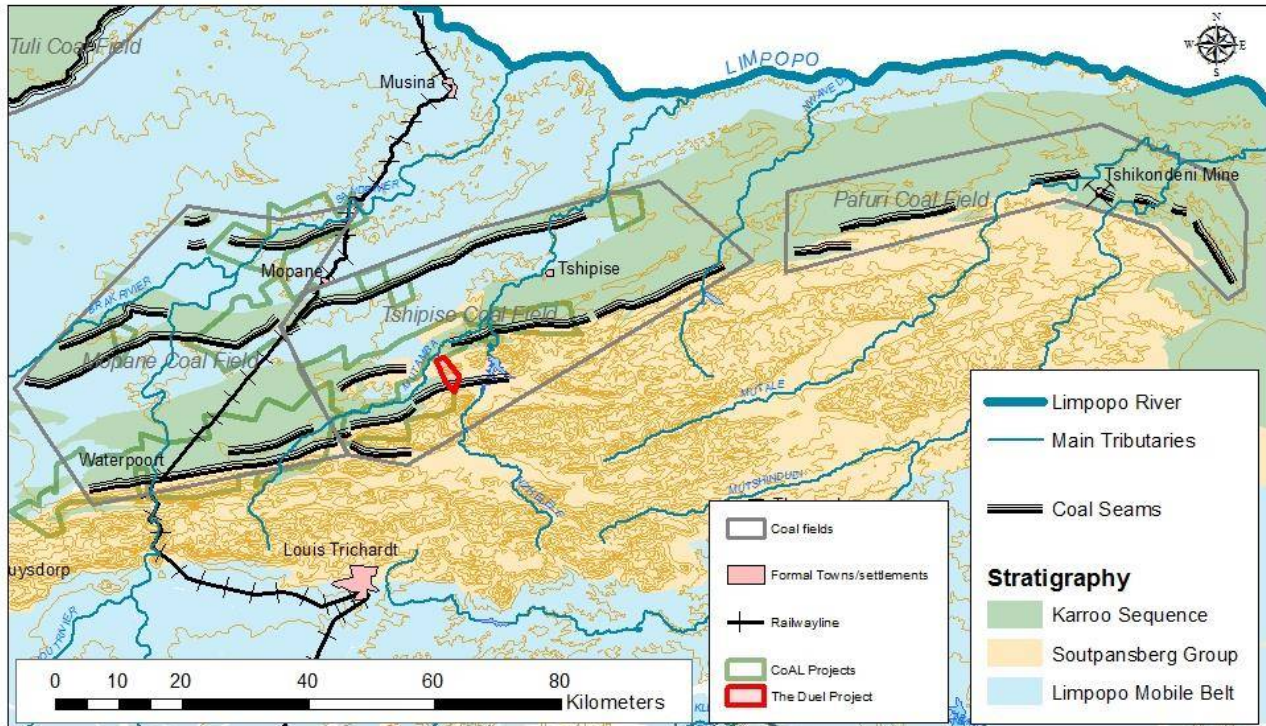 Tuli Coal Field
N
W
E
S
Musina
LIMPOPO
Tshikondeni Mine
Pafuri Coal Field
Mopane
Tshipise
BRAK RIVIER
Tshipise Coal Field
Mopane Coal Field
MUTAMBA
MUTALE
Waterpoort
MUTSHINDUDI
NZHELELE
Louis Trichardt
uysdorp
Limpopo River
Main Tributaries
Coal Seams
Stratigraphy
Karroo Sequence
Soutpansberg Group
Limpopo Mobile Belt
Coal fields
Formal Towns/settlements
Railwayline
CoAL Projects
The Duel Project
0 10 20 40 60 80
Kilometers